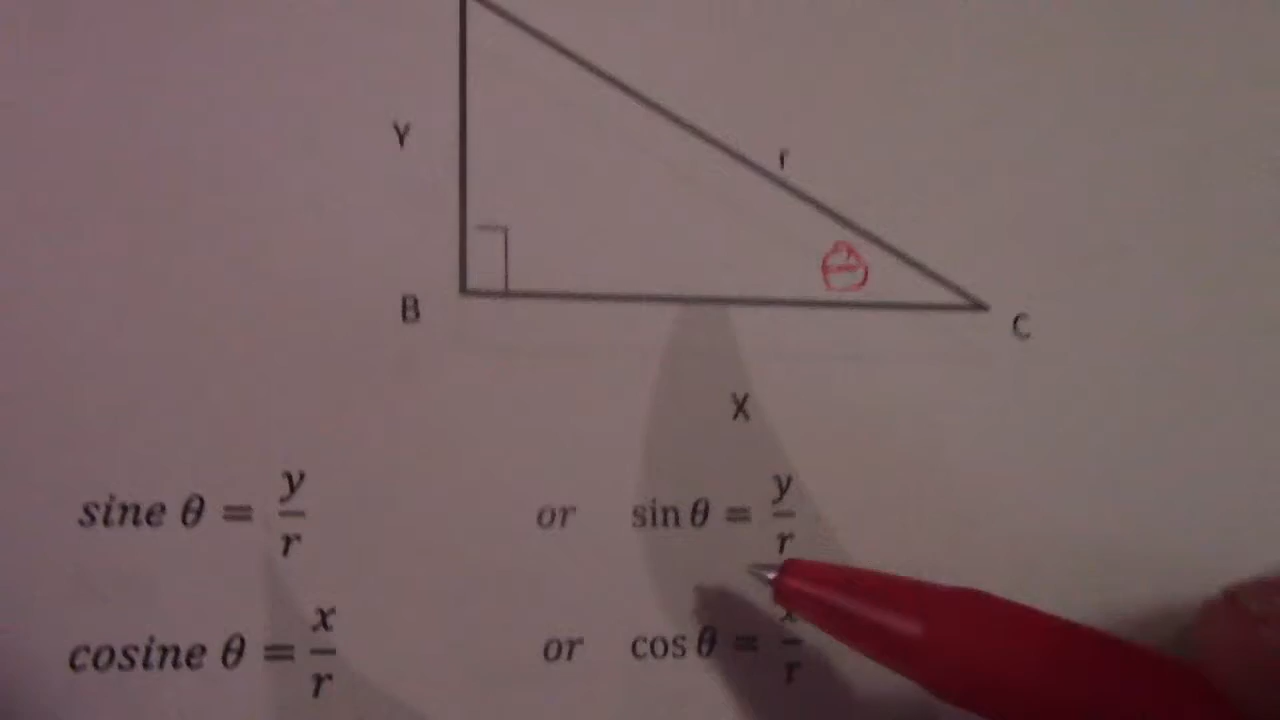 Y
r
θ
B
C
X
sine θ = y/r or sin θ = y/r
cosine θ = x/r or cos θ = x/r